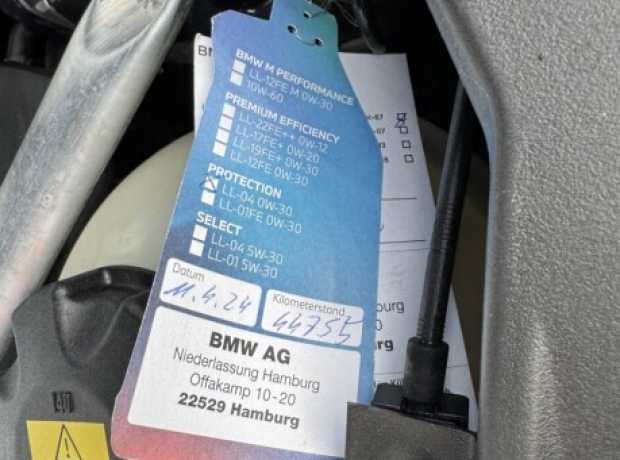 BMW M PERFORMANCE
LL-12FE M 0W-30
10W-60
PREMIUM EFFICIENCY
LL-22FE++ 0W-12
LL-17FE+ 0W-20
LL-19FE+ 0W-30
LL-12FE 0W-30
PROTECTION
LL-04 0W-30
LL-01FE 0W-30
SELECT
LL-04 5W-30
LL-01 5W-30
Datum
11.4.24
Kilometerstand
44755
BMW AG
Niederlassung Hamburg
Offakamp 10-20
22529 Hamburg
burg